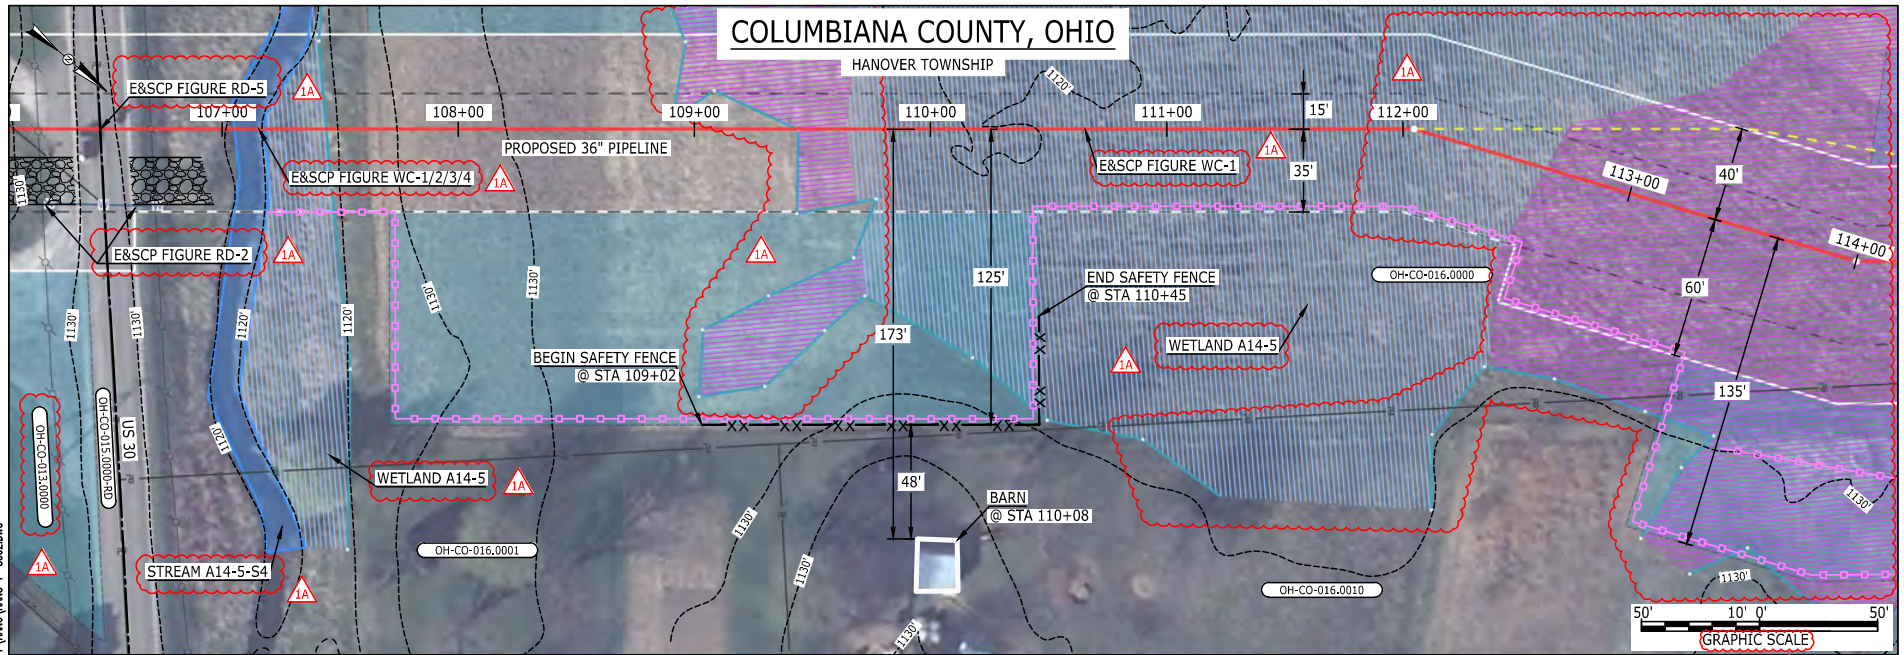 COLUMBIANA COUNTY, OHIO
HANOVER TOWNSHIP
N
E&SCP FIGURE RD-5
1A
107+00
108+00
109+00
110+00
111+00
112+00
1120'
15'
1A
PROPOSED 36" PIPELINE
E&SCP FIGURE WC-1/2/3/4
1A
E&SCP FIGURE WC-1
1A
35'
113+00
40'
114+00
1130'
E&SCP FIGURE RD-2
1A
1A
125'
END SAFETY FENCE
@ STA 110+45
OH-CO-016.0000
60'
1130'
1130'
1120'
1120'
1130'
1130'
173'
WETLAND A14-5
1A
BEGIN SAFETY FENCE
@ STA 109+02
135'
OH-CO-013.0000
OH-CO-015.0000-RD
US 30
1120'
WETLAND A14-5
1A
48'
BARN
@ STA 110+08
1130'
1130'
1130'
1130'
1130'
OH-CO-016.0001
OH-CO-016.0010
1A
STREAM A14-5-S4
1A
50'
10'
0'
50'
GRAPHIC SCALE